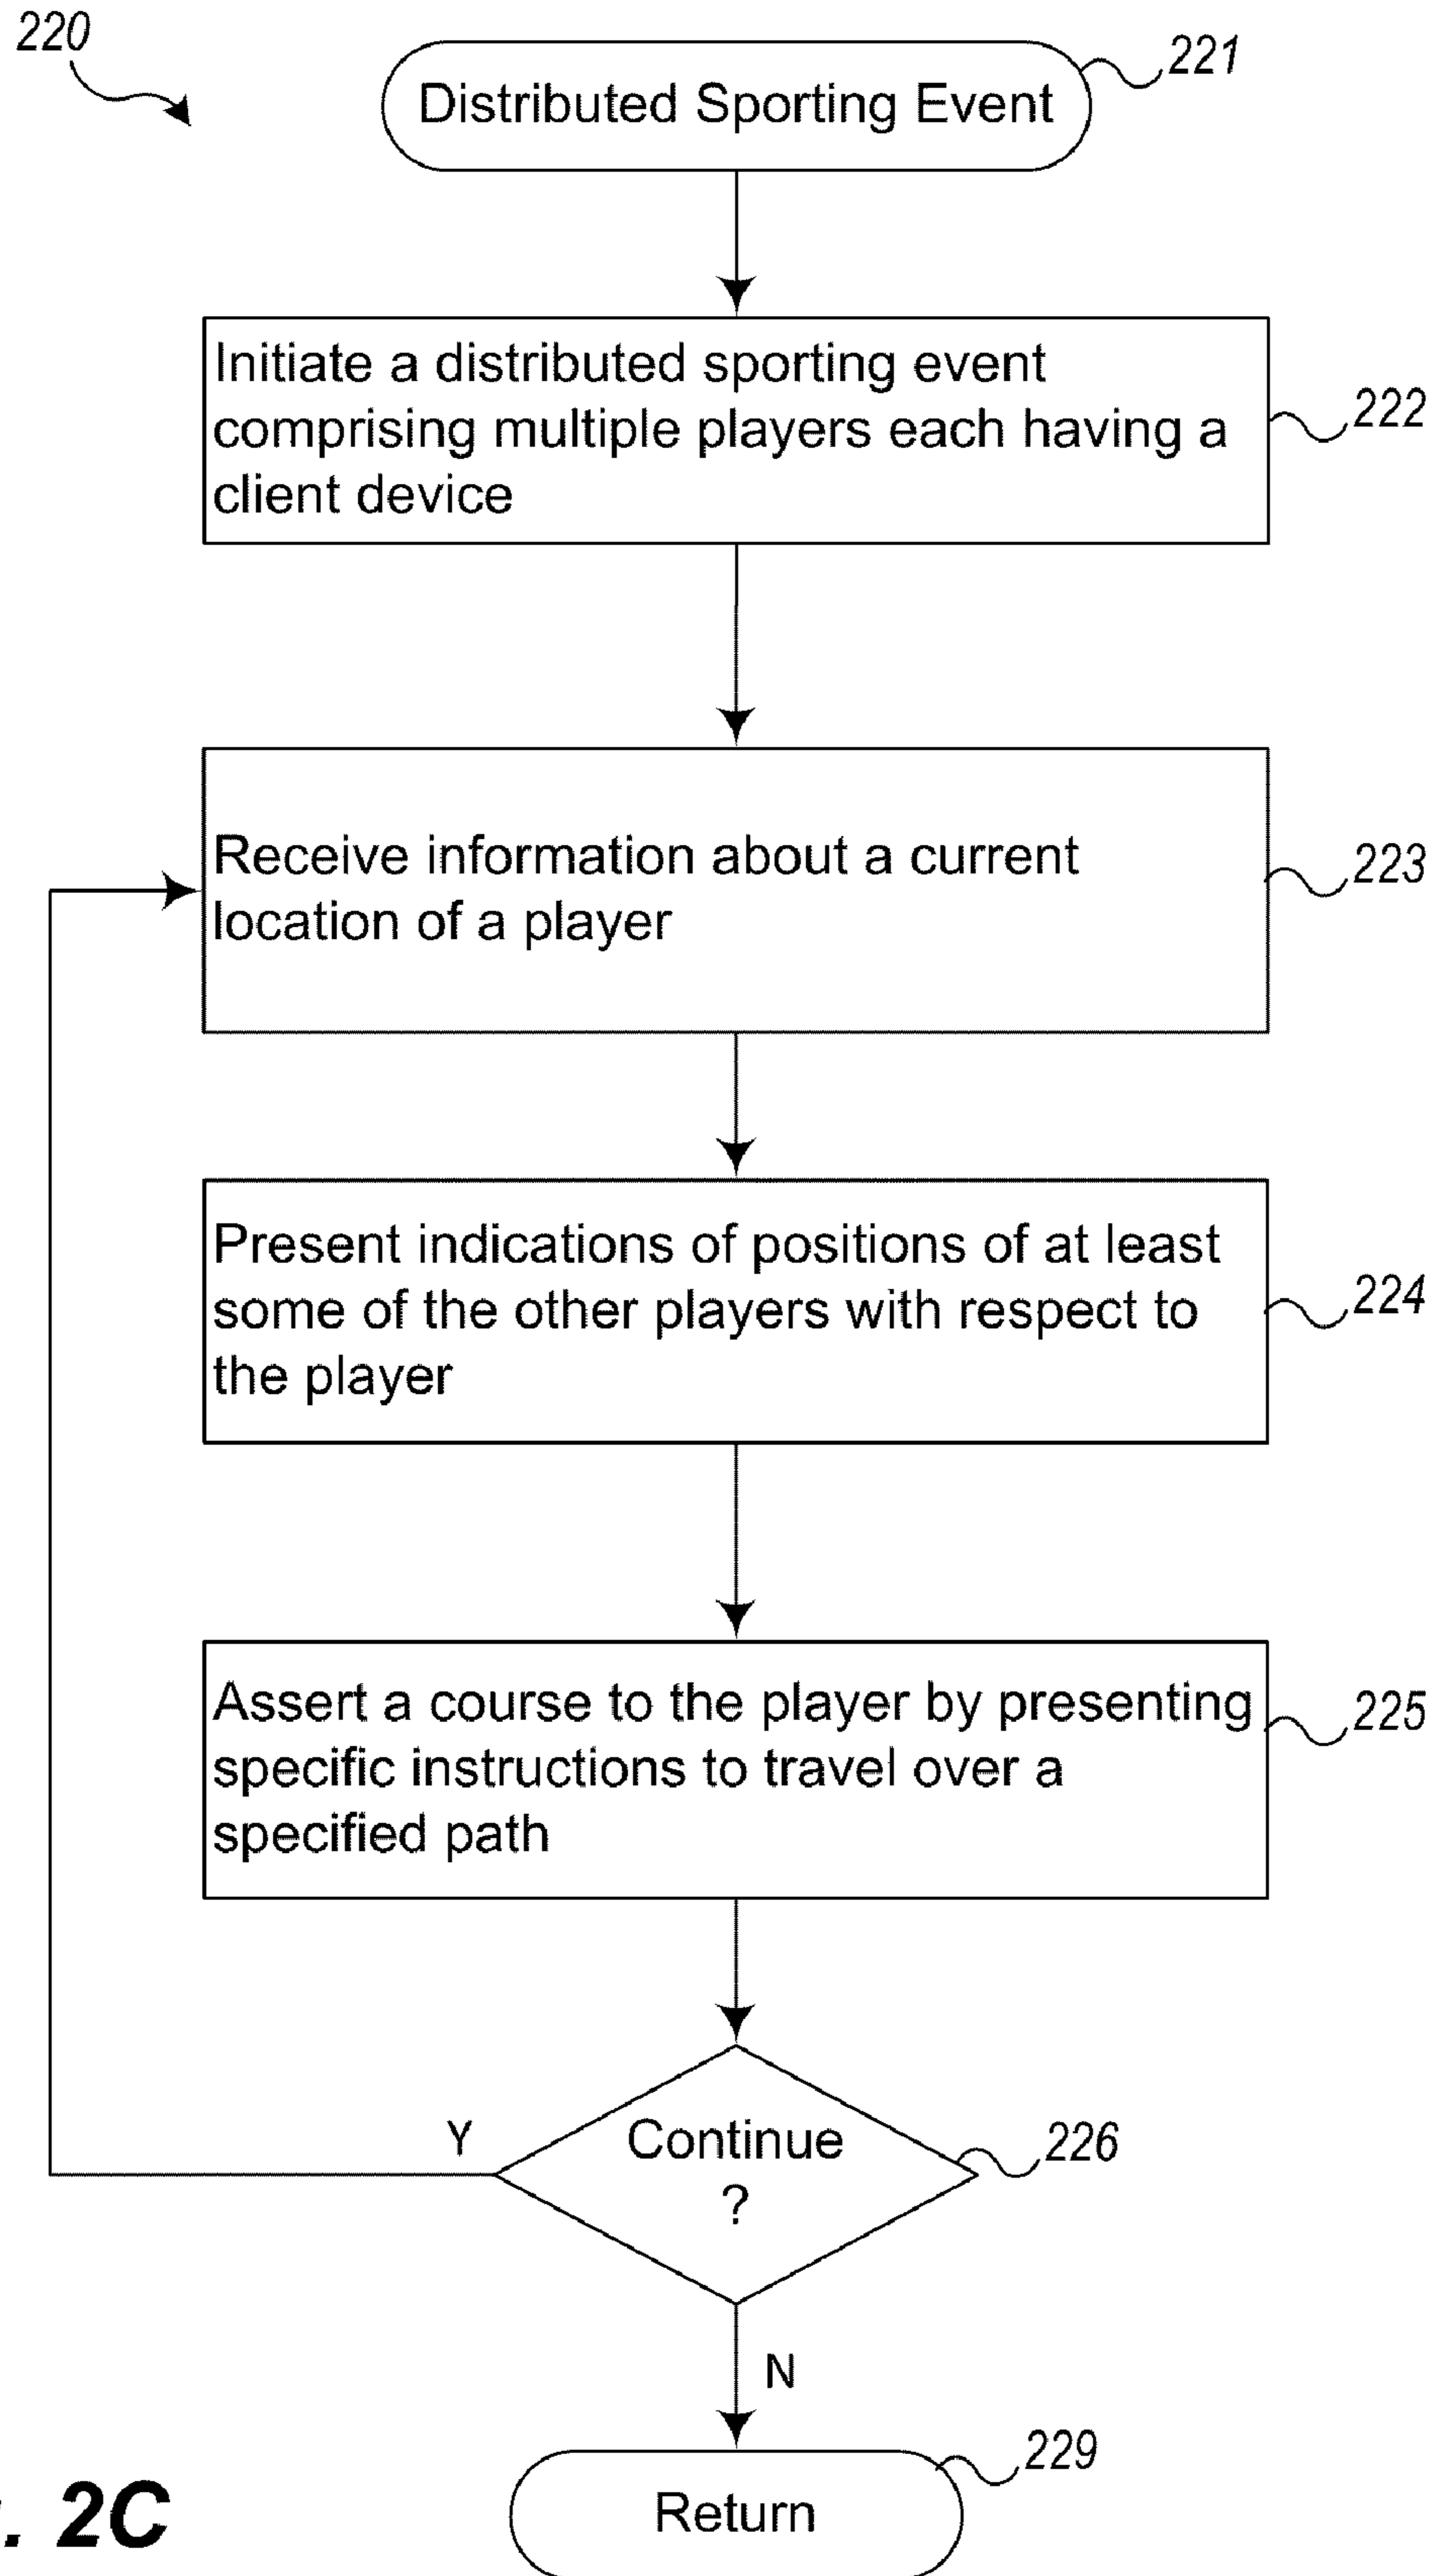 220
221
Distributed Sporting Event
Initiate a distributed sporting event
comprising multiple players each having a
client device
222
Receive information about a current
location of a player
223
Present indications of positions of at least
some of the other players with respect to
the player
224
Assert a course to the player by presenting
specific instructions to travel over a
specified path
225
Y
Continue
?
226
N
229
Return
. 2C